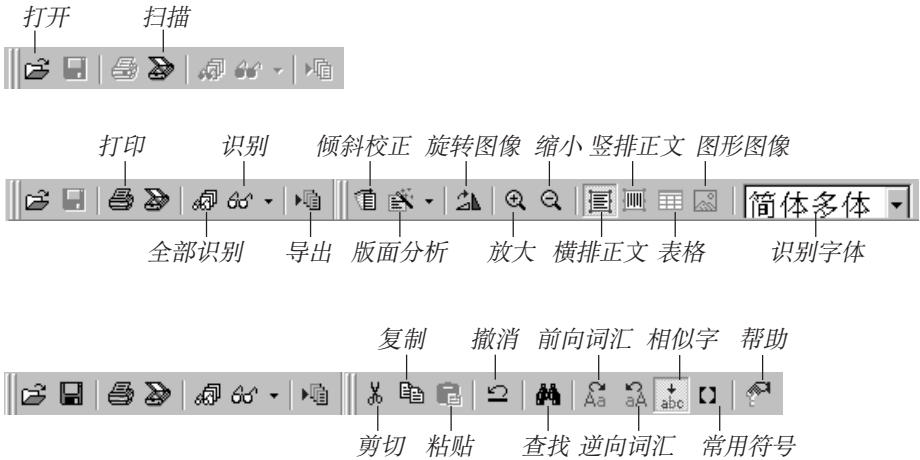 打开 扫描
打印 识别 倾斜校正 旋转图像 缩小 竖排正文 图形图像
简体多体
全部识别 导出 版面分析 放大 横排正文 表格 识别字体
复制 撤消 前向词汇 相似字 帮助
Aa aA abc
剪切 粘贴 查找 逆向词汇 常用符号